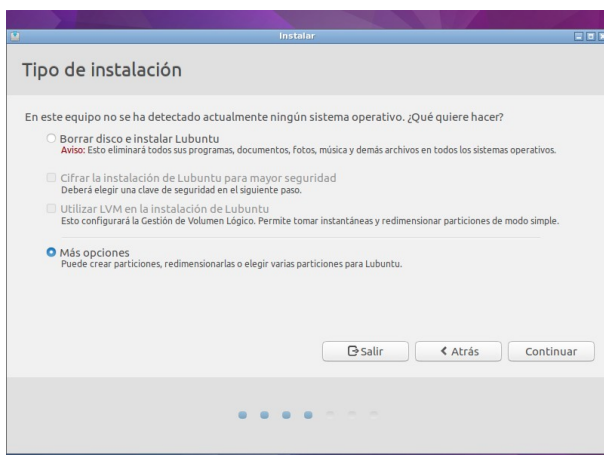 Instalar
Tipo de instalación
En este equipo no se ha detectado actualmente ningún sistema operativo. ¿Qué quiere hacer?
Borrar disco e instalar Lubuntu
Aviso: Esto eliminará todos sus programas, documentos, fotos, música y demás archivos en todos los sistemas operativos.
Cifrar la instalación de Lubuntu para mayor seguridad
Deberá elegir una clave de seguridad en el siguiente paso.
Utilizar LVM en la instalación de Lubuntu
Esto configurará la Gestión de Volumen Lógico. Permite tomar instantáneas y redimensionar particiones de modo simple.
Más opciones
Puede crear particiones, redimensionarlas o elegir varias particiones para Lubuntu.
Salir Atrás Continuar